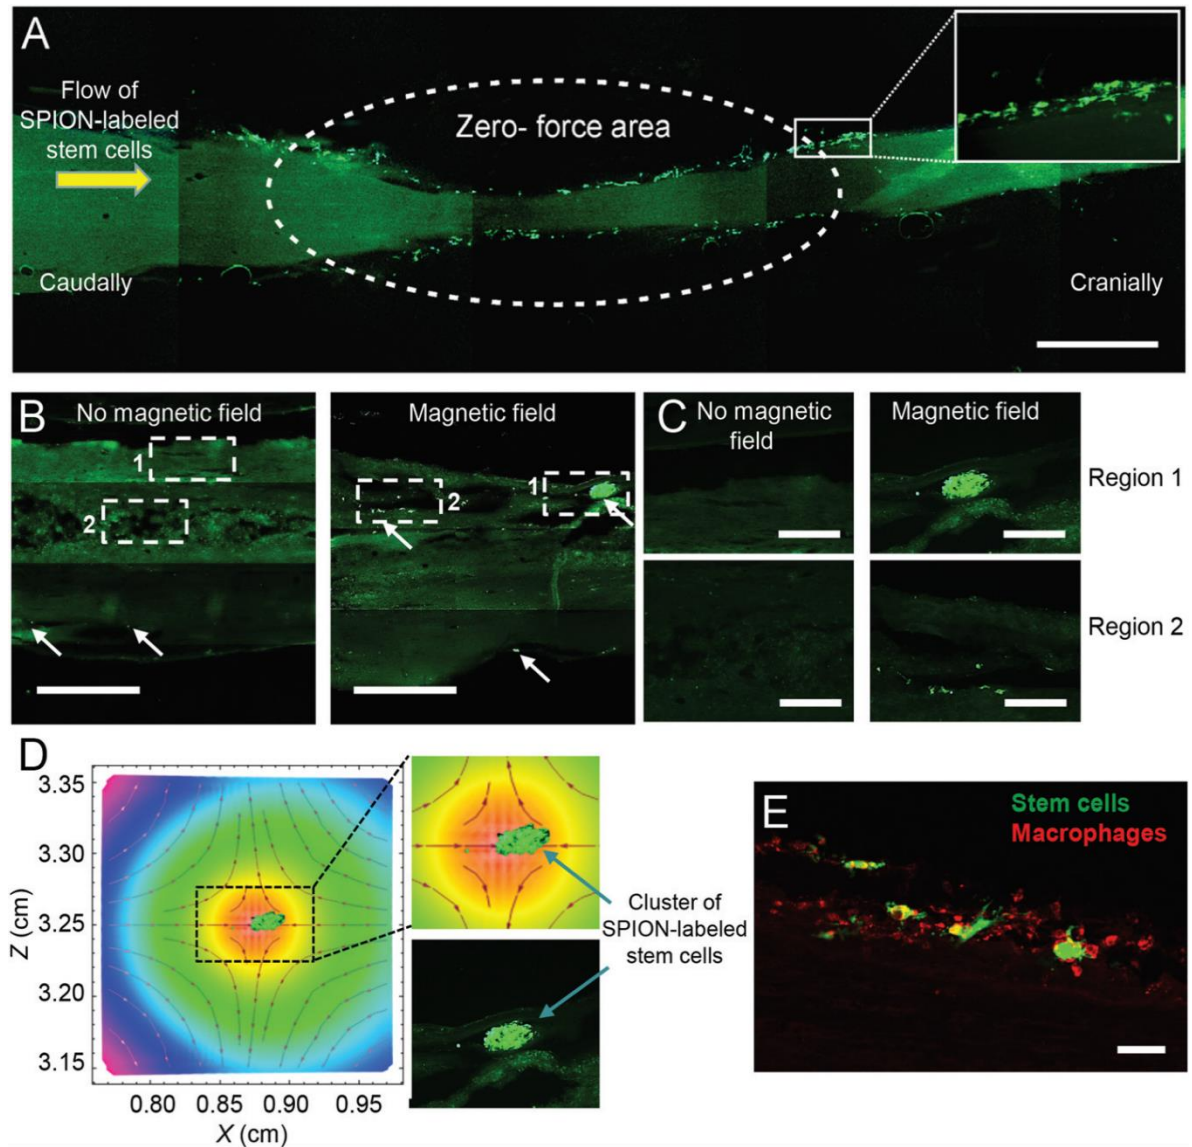 A
Flow of
SPION-labeled
stem cells
Zero- force area
Caudally
Cranially
B
No magnetic field
Magnetic field
1
2
1
2
C
No magnetic
field
Magnetic field
Region 1
Region 2
D
3.35
3.30
3.25
3.20
3.15
Z (cm)
0.80 0.85 0.90 0.95
X (cm)
Cluster of
SPION-labeled
stem cells
E
Stem cells
Macrophages